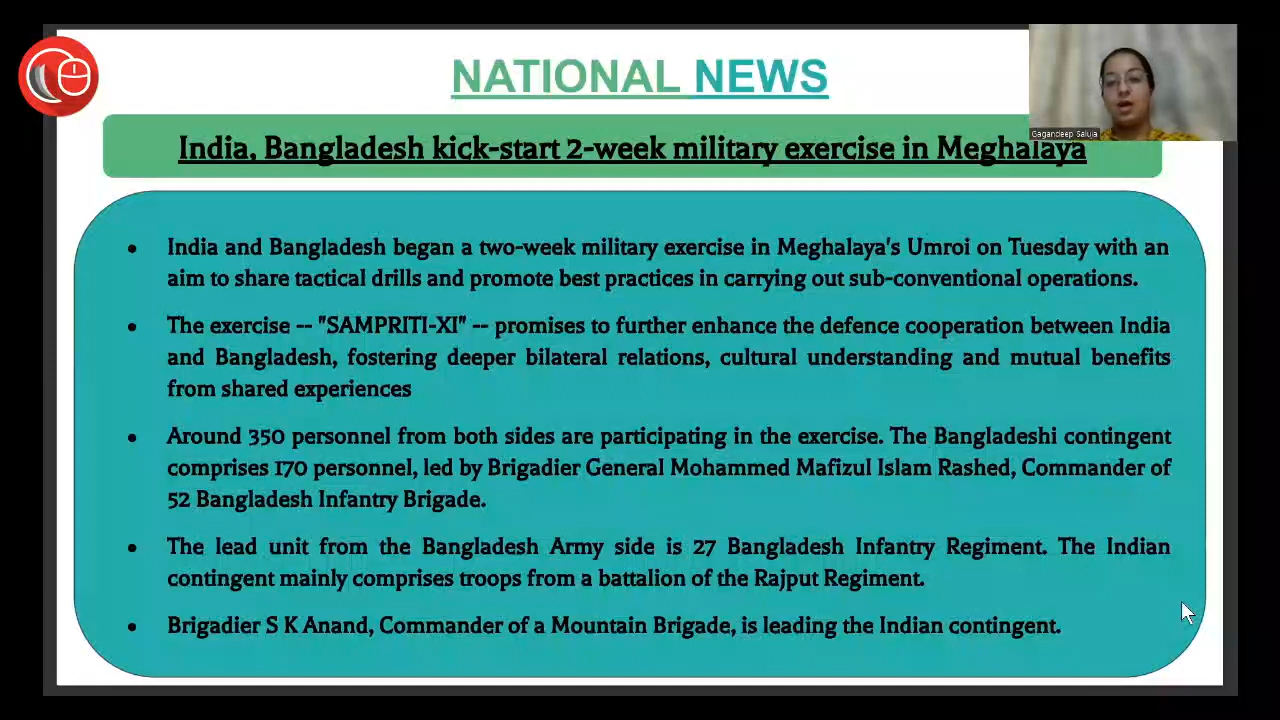 NATIONAL NEWS
Gagandeep Saluja
India, Bangladesh kick-start 2-week military exercise in Meghalaya
• India and Bangladesh began a two-week military exercise in Meghalaya's Umroi on Tuesday with an
aim to share tactical drills and promote best practices in carrying out sub-conventional operations.
• The exercise -- "SAMPRITI-XI" -- promises to further enhance the defence cooperation between India
and Bangladesh, fostering deeper bilateral relations, cultural understanding and mutual benefits
from shared experiences
• Around 350 personnel from both sides are participating in the exercise. The Bangladeshi contingent
comprises 170 personnel, led by Brigadier General Mohammed Mafizul Islam Rashed, Commander of
52 Bangladesh Infantry Brigade.
• The lead unit from the Bangladesh Army side is 27 Bangladesh Infantry Regiment. The Indian
contingent mainly comprises troops from a battalion of the Rajput Regiment.
• Brigadier S K Anand, Commander of a Mountain Brigade, is leading the Indian contingent.